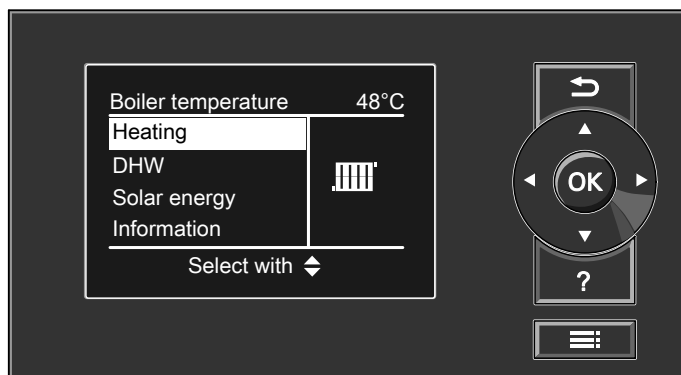 Boiler temperature 48°C
Heating
DHW
Solar energy
Information
Select with
OK
?